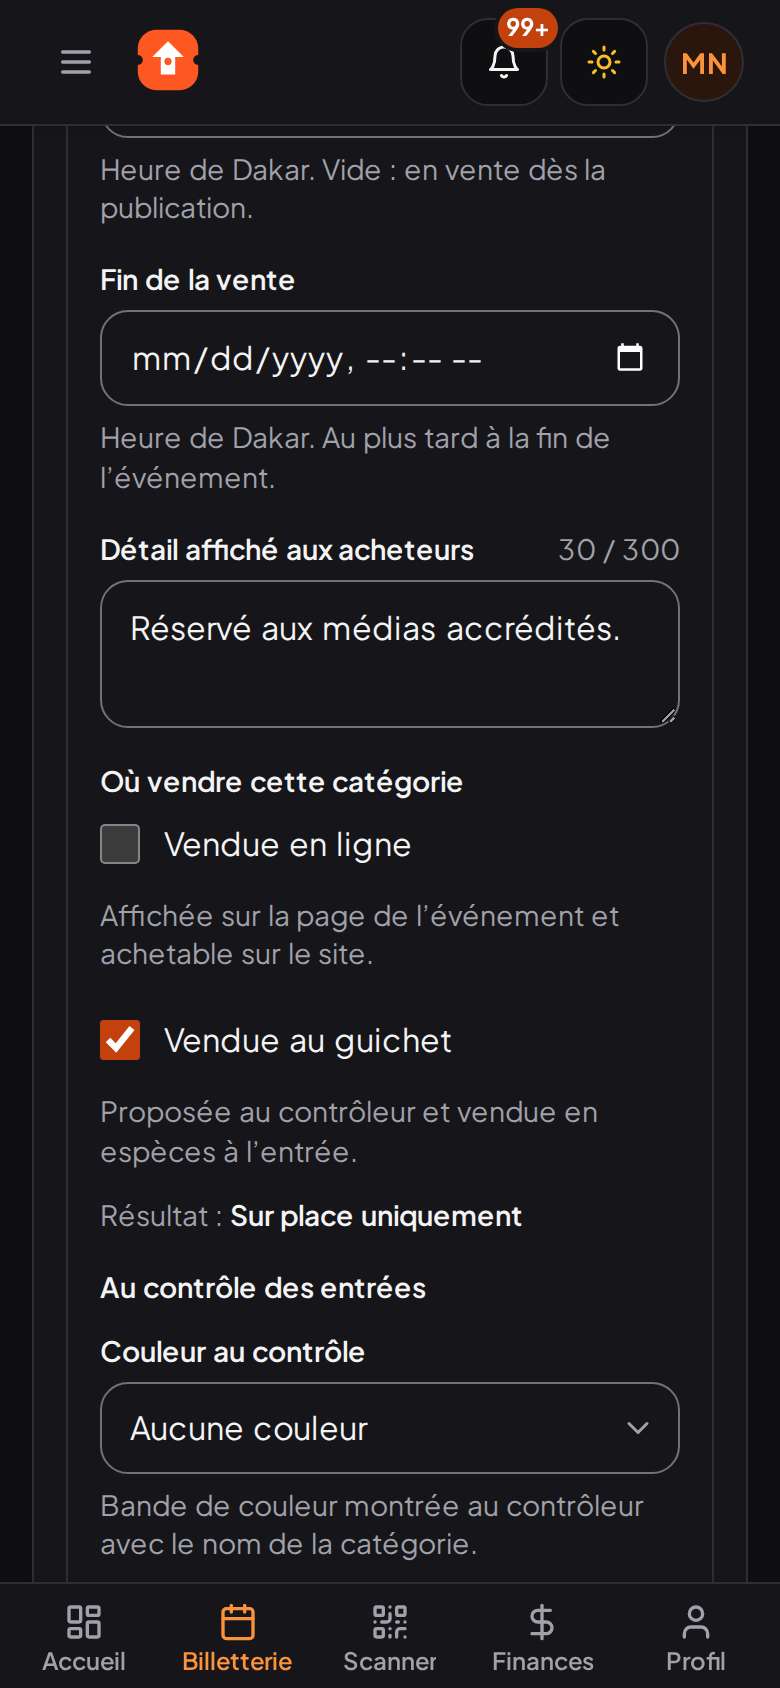 99+
MN
Heure de Dakar. Vide : en vente dès la
publication.
Fin de la vente
mm/dd/yyyy, --:-- --
Heure de Dakar. Au plus tard à la fin de
l’événement.
Détail affiché aux acheteurs 30 / 300
Réservé aux médias accrédités.
Où vendre cette catégorie
Vendue en ligne
Affichée sur la page de l’événement et
achetable sur le site.
Vendue au guichet
Proposée au contrôleur et vendue en
espèces à l’entrée.
Résultat : Sur place uniquement
Au contrôle des entrées
Couleur au contrôle
Aucune couleur
Bande de couleur montrée au contrôleur
avec le nom de la catégorie.
Accueil Billetterie Scanner Finances Profil